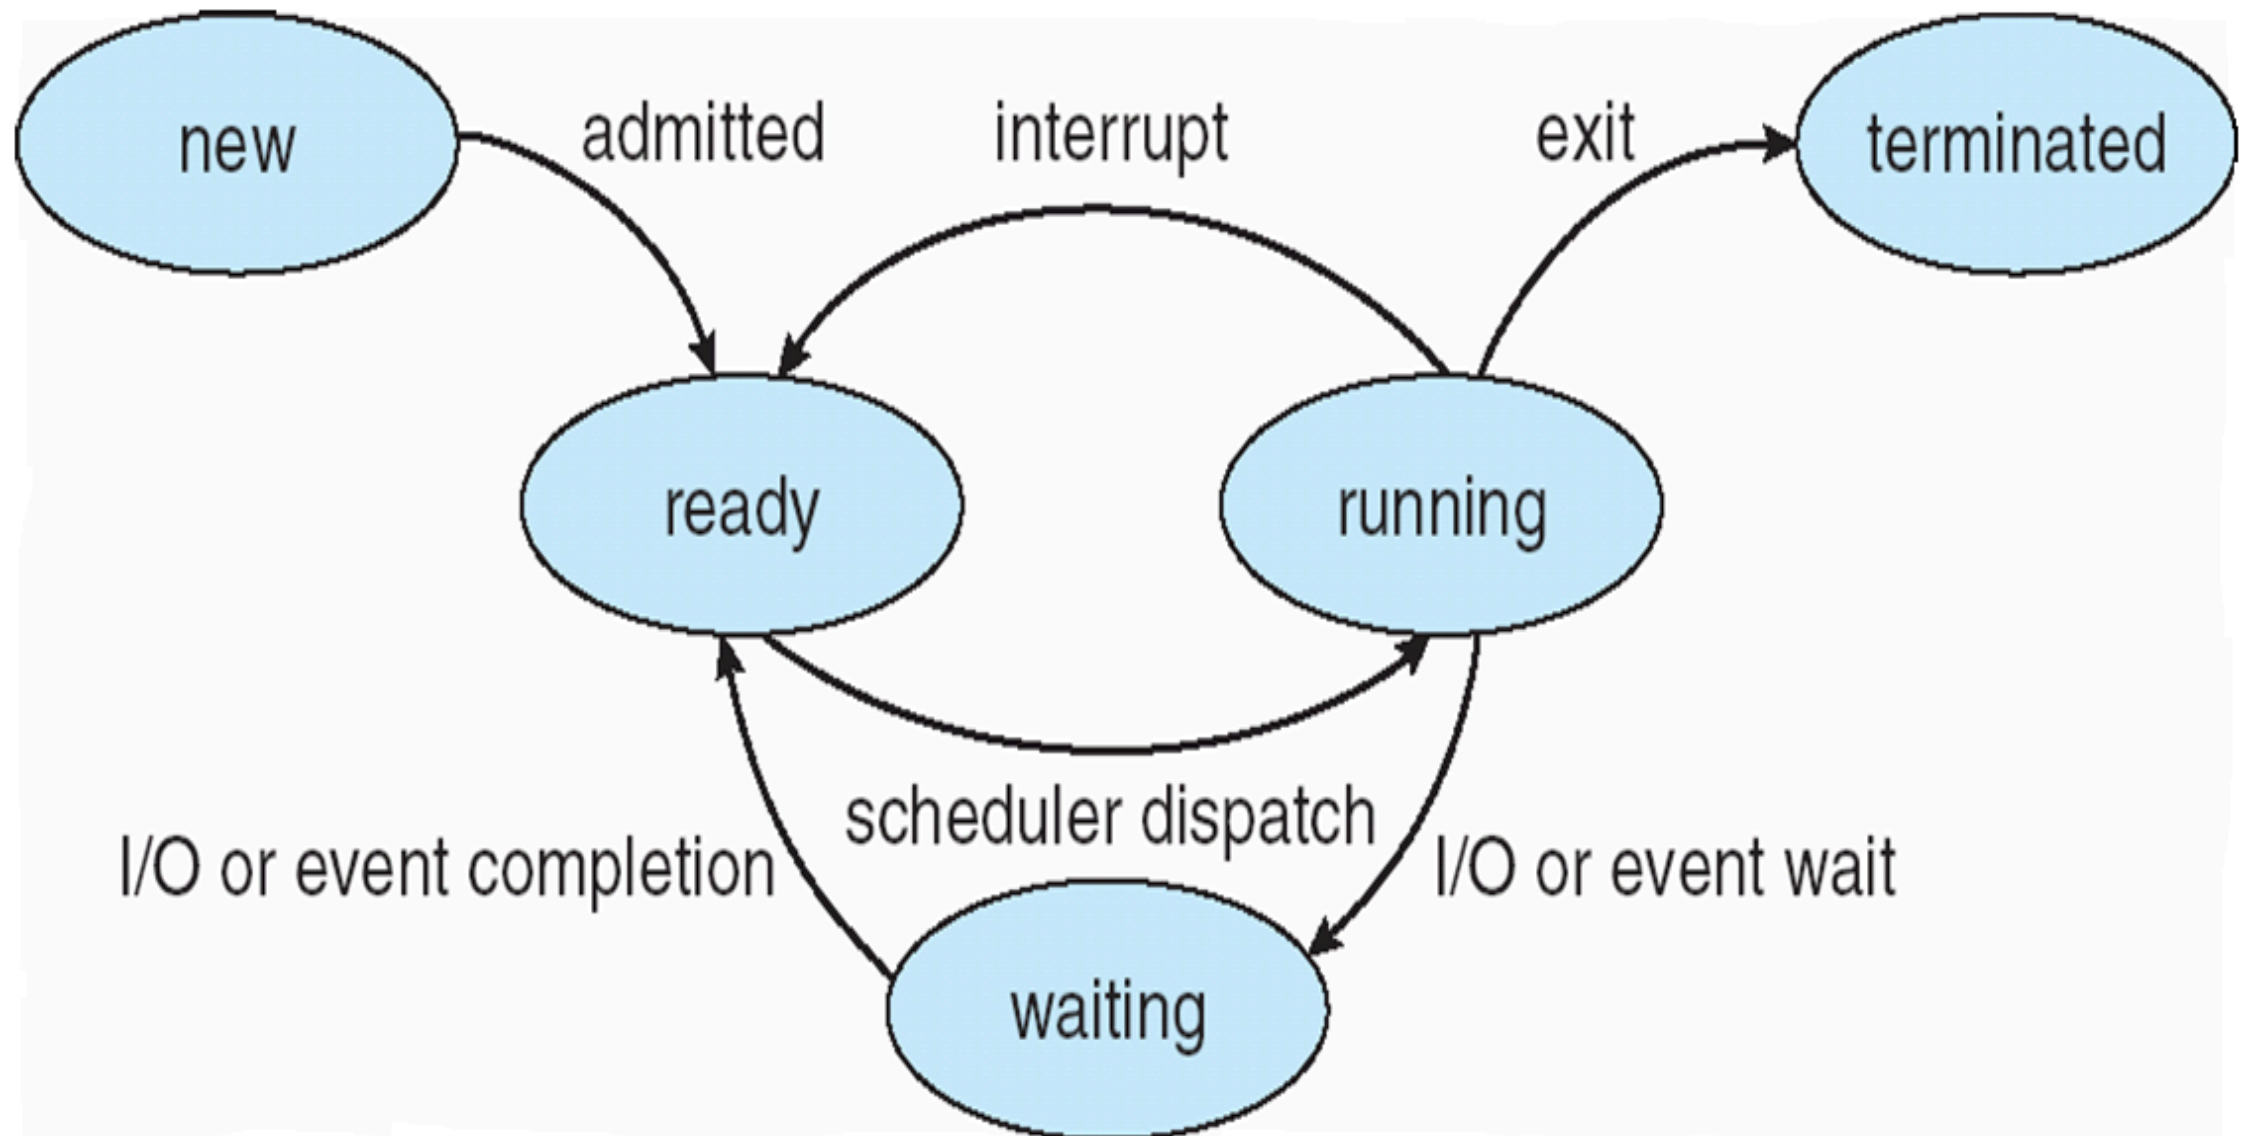 new
admitted
interrupt
exit
terminated
ready
running
scheduler dispatch
I/O or event completion
I/O or event wait
waiting